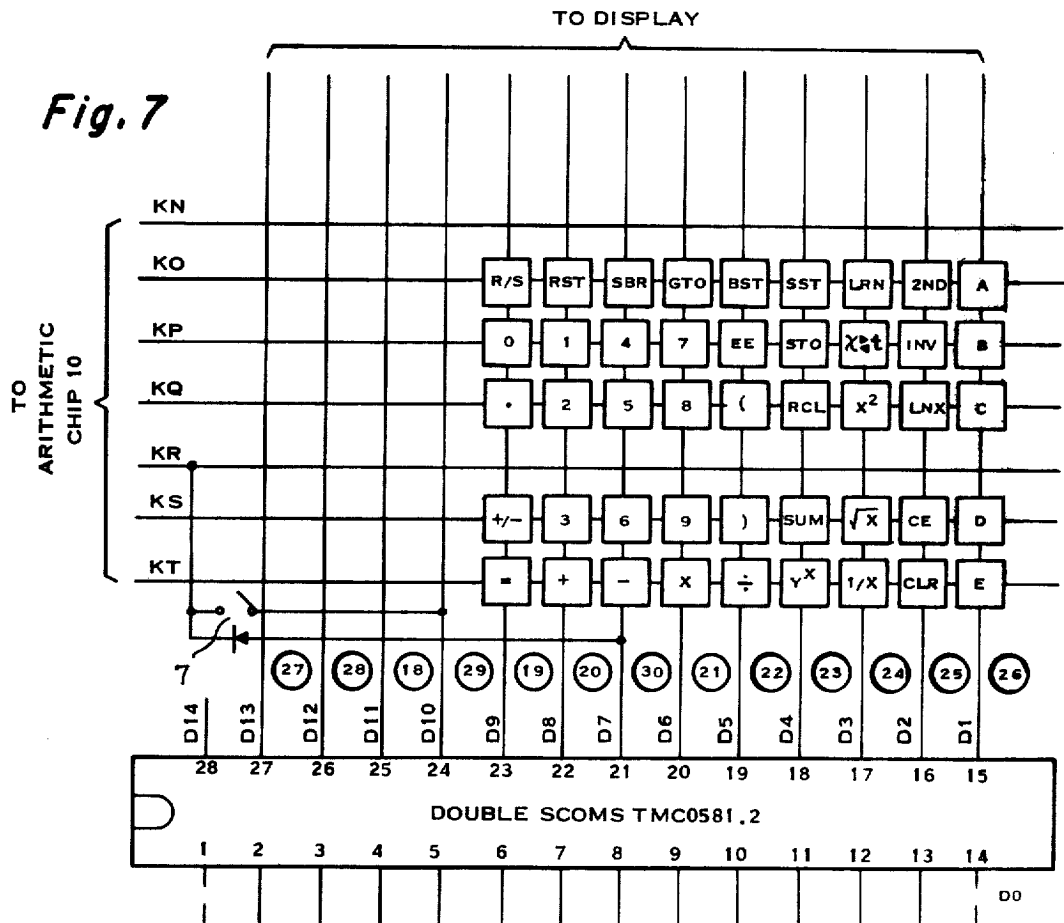 TO DISPLAY
Fig. 7
KN
KO R/S RST SBR GTO BST SST LRN 2ND A
KP 0 1 4 7 EE STO x⇄t INV B
TO ARITHMETIC CHIP 10
KQ . 2 5 8 ( RCL X² LNX C
KR
KS +/- 3 6 9 ) SUM √X CE D
KT = + - X ÷ Y^X 1/X CLR E
7 27 28 18 29 19 20 30 21 22 23 24 25 26
D14 D13 D12 D11 D10 D9 D8 D7 D6 D5 D4 D3 D2 D1
28 27 26 25 24 23 22 21 20 19 18 17 16 15
DOUBLE SCOMS TMC0581.2
1 2 3 4 5 6 7 8 9 10 11 12 13 14
D0